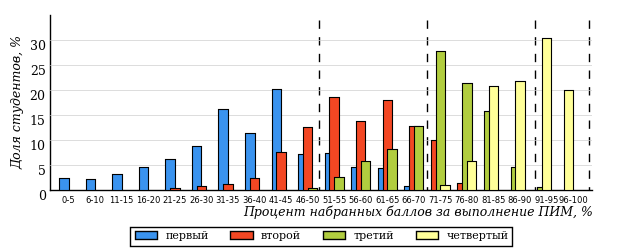 Доля студентов, %
30
25
20
15
10
5
0
0-5 6-10 11-15 16-20 21-25 26-30 31-35 36-40 41-45 46-50 51-55 56-60 61-65 66-70 71-75 76-80 81-85 86-90 91-95 96-100
Процент набранных баллов за выполнение ПИМ, %
первый второй третий четвертый